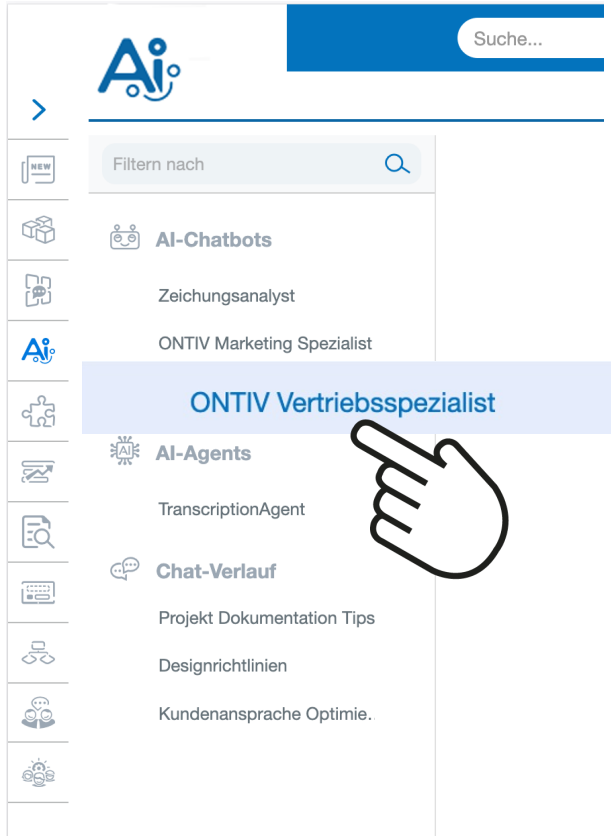 Ai
Suche...
NEW
Filtern nach
AI-Chatbots
Zeichungsanalyst
ONTIV Marketing Spezialist
Ai
ONTIV Vertriebsspezialist
AI
AI-Agents
TranscriptionAgent
Chat-Verlauf
Projekt Dokumentation Tips
Designrichtlinien
Kundenansprache Optimie.